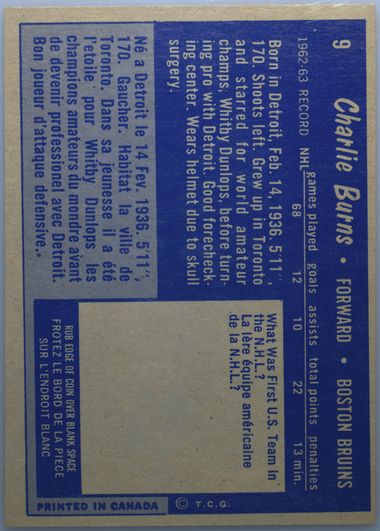 9 Charlie Burns • FORWARD • BOSTON BRUINS
games played goals assists total points penalties
1962-63 RECORD NHL 68 12 10 22 13 min.
Born in Detroit, Feb. 14, 1936, 5'11",
170. Shoots left. Grew up in Toronto
and starred for world amateur
champs, Whitby Dunlops, before turn-
ing pro with Detroit. Good forecheck-
ing center. Wears helmet due to skull
surgery.
Né a Detroit le 14 Fev. 1936. 5'11",
170. Gaucher. Habitat la ville de
Toronto. Dans sa jeunesse il a été
l'etoile pour Whitby Dunlops les
champions amateurs du mondre avant
de devenir professionel avec Detroit.
Bon joueur d'attaque defensive..
What Was First U.S. Team In
the N.H.L.?
La 1ère équipe américaine
de la N.H.L.?
RUB EDGE OF COIN OVER BLANK SPACE
FROTEZ LE BORD DE LA PIECE
SUR L'ENDROIT BLANC
© T.C.G.
PRINTED IN CANADA